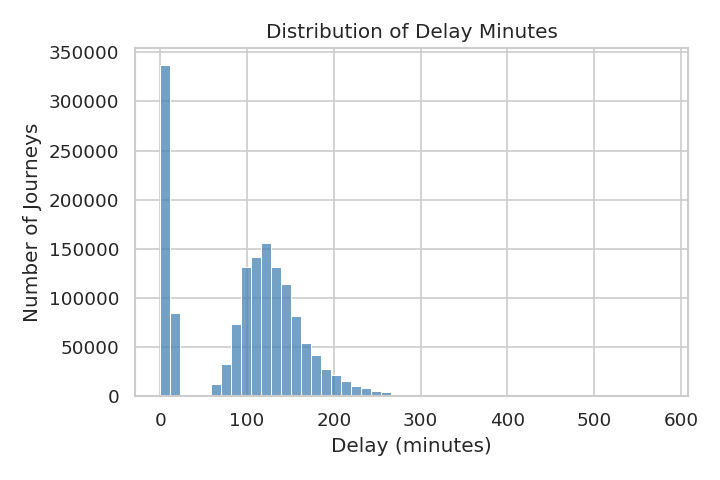 Distribution of Delay Minutes
350000
300000
250000
200000
150000
100000
50000
0
Number of Journeys
0 100 200 300 400 500 600
Delay (minutes)